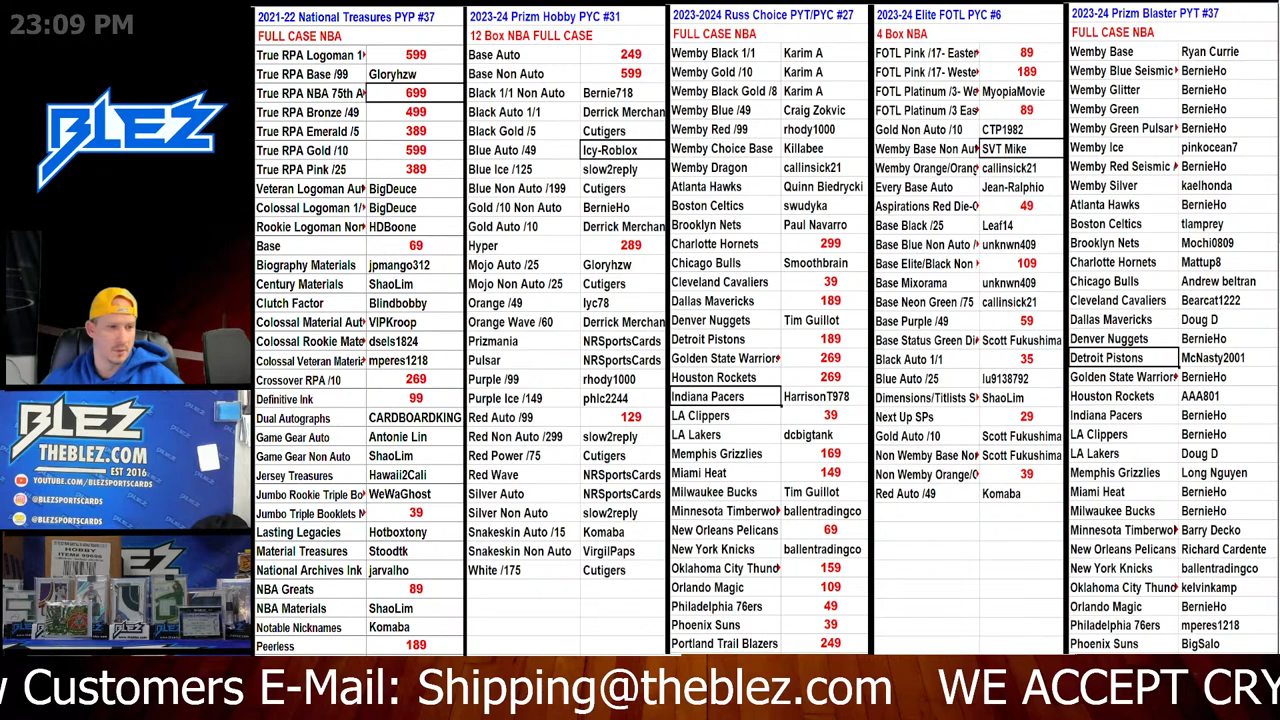 23:09 PM
BLEZ
BLEZ
THEBLEZ.COM
EST 2016
YOUTUBE.COM/BLEZSPORTSCARDS
@BLEZSPORTSCARDS
@BLEZSPORTSCARDS
HOBBY
2021-22 National Treasures PYP #37
FULL CASE NBA
True RPA Logoman 1 599
True RPA Base /99 Gloryhzw
True RPA NBA 75th A 699
True RPA Bronze /49 499
True RPA Emerald /5 389
True RPA Gold /10 599
True RPA Pink /25 389
Veteran Logoman Au BigDeuce
Colossal Logoman 1/ BigDeuce
Rookie Logoman Nor HDBoone
Base 69
Biography Materials jpmango312
Century Materials ShaoLim
Clutch Factor Blindbobby
Colossal Material Aut VIPKroop
Colossal Rookie Mate dsels1824
Colossal Veteran Materi mperes1218
Crossover RPA /10 269
Definitive Ink 99
Dual Autographs CARDBOARDKING
Game Gear Auto Antonie Lin
Game Gear Non Auto ShaoLim
Jersey Treasures Hawaii2Cali
Jumbo Rookie Triple Bo WeWaGhost
Jumbo Triple Booklets N 39
Lasting Legacies Hotboxtony
Material Treasures Stoodtk
National Archives Ink jarvalho
NBA Greats 89
NBA Materials ShaoLim
Notable Nicknames Komaba
Peerless 189
2023-24 Prizm Hobby PYC #31
12 Box NBA FULL CASE
Base Auto 249
Base Non Auto 599
Black 1/1 Non Auto Bernie718
Black Auto 1/1 Derrick Merchan
Black Gold /5 Cutigers
Blue Auto /49 Icy-Roblox
Blue Ice /125 slow2reply
Blue Non Auto /199 Cutigers
Gold /10 Non Auto BernieHo
Gold Auto /10 Derrick Merchan
Hyper 289
Mojo Auto /25 Gloryhzw
Mojo Non Auto /25 Cutigers
Orange /49 lyc78
Orange Wave /60 Derrick Merchan
Prizmania NRSportsCards
Pulsar NRSportsCards
Purple /99 rhody1000
Purple Ice /149 phlc2244
Red Auto /99 129
Red Non Auto /299 slow2reply
Red Power /75 Cutigers
Red Wave NRSportsCards
Silver Auto NRSportsCards
Silver Non Auto slow2reply
Snakeskin Auto /15 Komaba
Snakeskin Non Auto VirgilPaps
White /175 Cutigers
2023-2024 Russ Choice PYT/PYC #27
FULL CASE NBA
Wemby Black 1/1 Karim A
Wemby Gold /10 Karim A
Wemby Black Gold /8 Karim A
Wemby Blue /49 Craig Zokvic
Wemby Red /99 rhody1000
Wemby Choice Base Killabee
Wemby Dragon callinsick21
Atlanta Hawks Quinn Biedrycki
Boston Celtics swudyka
Brooklyn Nets Paul Navarro
Charlotte Hornets 299
Chicago Bulls Smoothbrain
Cleveland Cavaliers 39
Dallas Mavericks 189
Denver Nuggets Tim Guillot
Detroit Pistons 189
Golden State Warrior 269
Houston Rockets 269
Indiana Pacers HarrisonT978
LA Clippers 39
LA Lakers dcbigtank
Memphis Grizzlies 169
Miami Heat 149
Milwaukee Bucks Tim Guillot
Minnesota Timberwo ballentradingco
New Orleans Pelicans 69
New York Knicks ballentradingco
Oklahoma City Thund 159
Orlando Magic 109
Philadelphia 76ers 49
Phoenix Suns 39
Portland Trail Blazers 249
2023-24 Elite FOTL PYC #6
4 Box NBA
FOTL Pink /17- Easter 89
FOTL Pink /17- Weste 189
FOTL Platinum /3- We MyopiaMovie
FOTL Platinum /3 Eas 89
Gold Non Auto /10 CTP1982
Wemby Base Non Au SVT Mike
Wemby Orange/Orang callinsick21
Every Base Auto Jean-Ralphio
Aspirations Red Die-C 49
Base Black /25 Leaf14
Base Blue Non Auto / unknwn409
Base Elite/Black Non 109
Base Mixorama unknwn409
Base Neon Green /75 callinsick21
Base Purple /49 59
Base Status Green Di Scott Fukushima
Black Auto 1/1 35
Blue Auto /25 lu9138792
Dimensions/Titlists S ShaoLim
Next Up SPs 29
Gold Auto /10 Scott Fukushima
Non Wemby Base No Scott Fukushima
Non Wemby Orange/O 39
Red Auto /49 Komaba
2023-24 Prizm Blaster PYT #37
FULL CASE NBA
Wemby Base Ryan Currie
Wemby Blue Seismic BernieHo
Wemby Glitter BernieHo
Wemby Green BernieHo
Wemby Green Pulsar BernieHo
Wemby Ice pinkocean7
Wemby Red Seismic BernieHo
Wemby Silver kaelhonda
Atlanta Hawks BernieHo
Boston Celtics tlamprey
Brooklyn Nets Mochi0809
Charlotte Hornets Mattup8
Chicago Bulls Andrew beltran
Cleveland Cavaliers Bearcat1222
Dallas Mavericks Doug D
Denver Nuggets BernieHo
Detroit Pistons McNasty2001
Golden State Warrior BernieHo
Houston Rockets AAA801
Indiana Pacers BernieHo
LA Clippers BernieHo
LA Lakers Doug D
Memphis Grizzlies Long Nguyen
Miami Heat BernieHo
Milwaukee Bucks BernieHo
Minnesota Timberwo Barry Decko
New Orleans Pelicans Richard Cardente
New York Knicks ballentradingco
Oklahoma City Thund kelvinkamp
Orlando Magic BernieHo
Philadelphia 76ers mperes1218
Phoenix Suns BigSalo
w Customers E-Mail: Shipping@theblez.com WE ACCEPT CRY